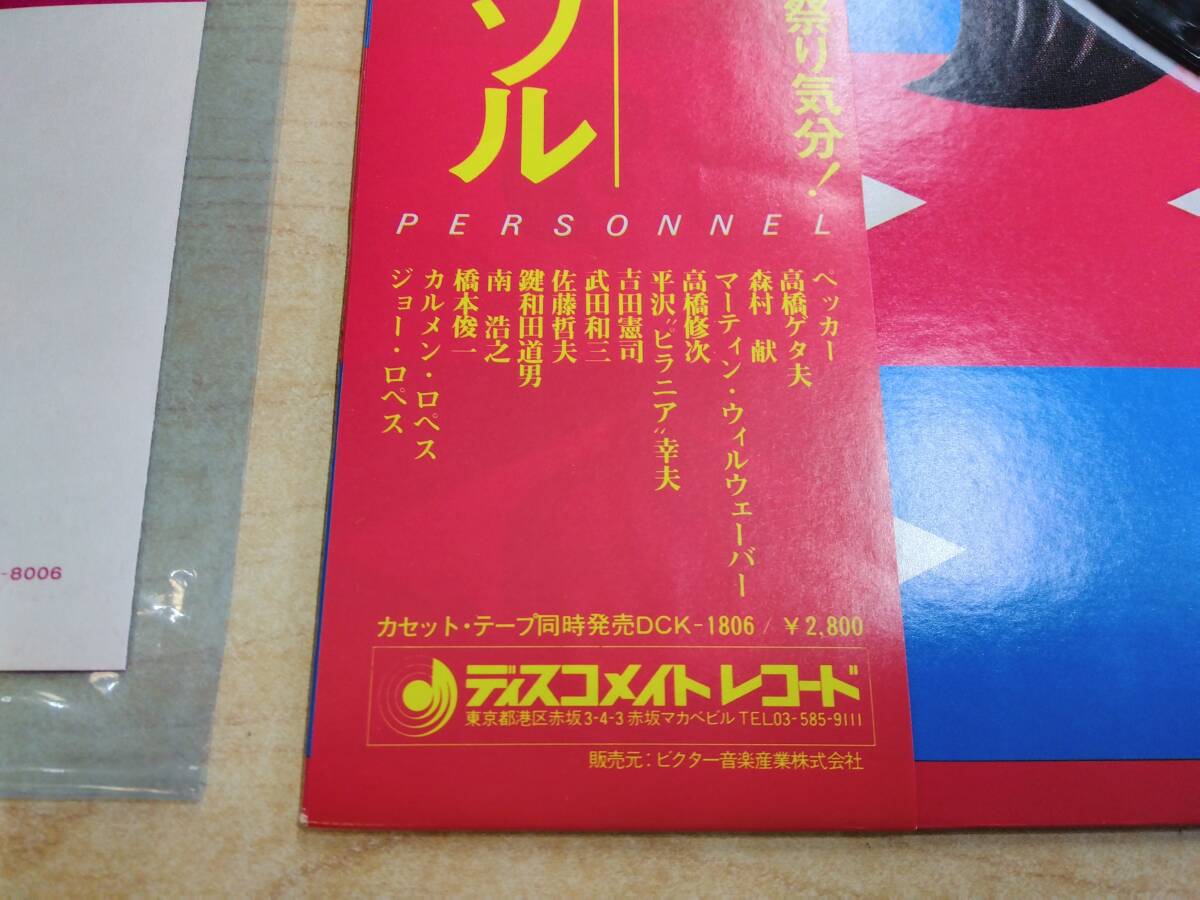 祭り気分!
ソル
PERSONNEL
ペッカー
高橋ゲタ夫
森村 献
マーティン・ウィルウェーバー
高橋修次
平沢〝ピラニア〟幸夫
吉田憲司
武田和三
佐藤哲夫
鍵和田道男
南 浩之
橋本俊一
カルメン・ロペス
ジョー・ロペス
カセット・テープ同時発売DCK-1806 / ¥2,800
ディスコメイトレコード
東京都港区赤坂3-4-3赤坂マカベビル TEL03-585-9111
販売元:ビクター音楽産業株式会社
-8006